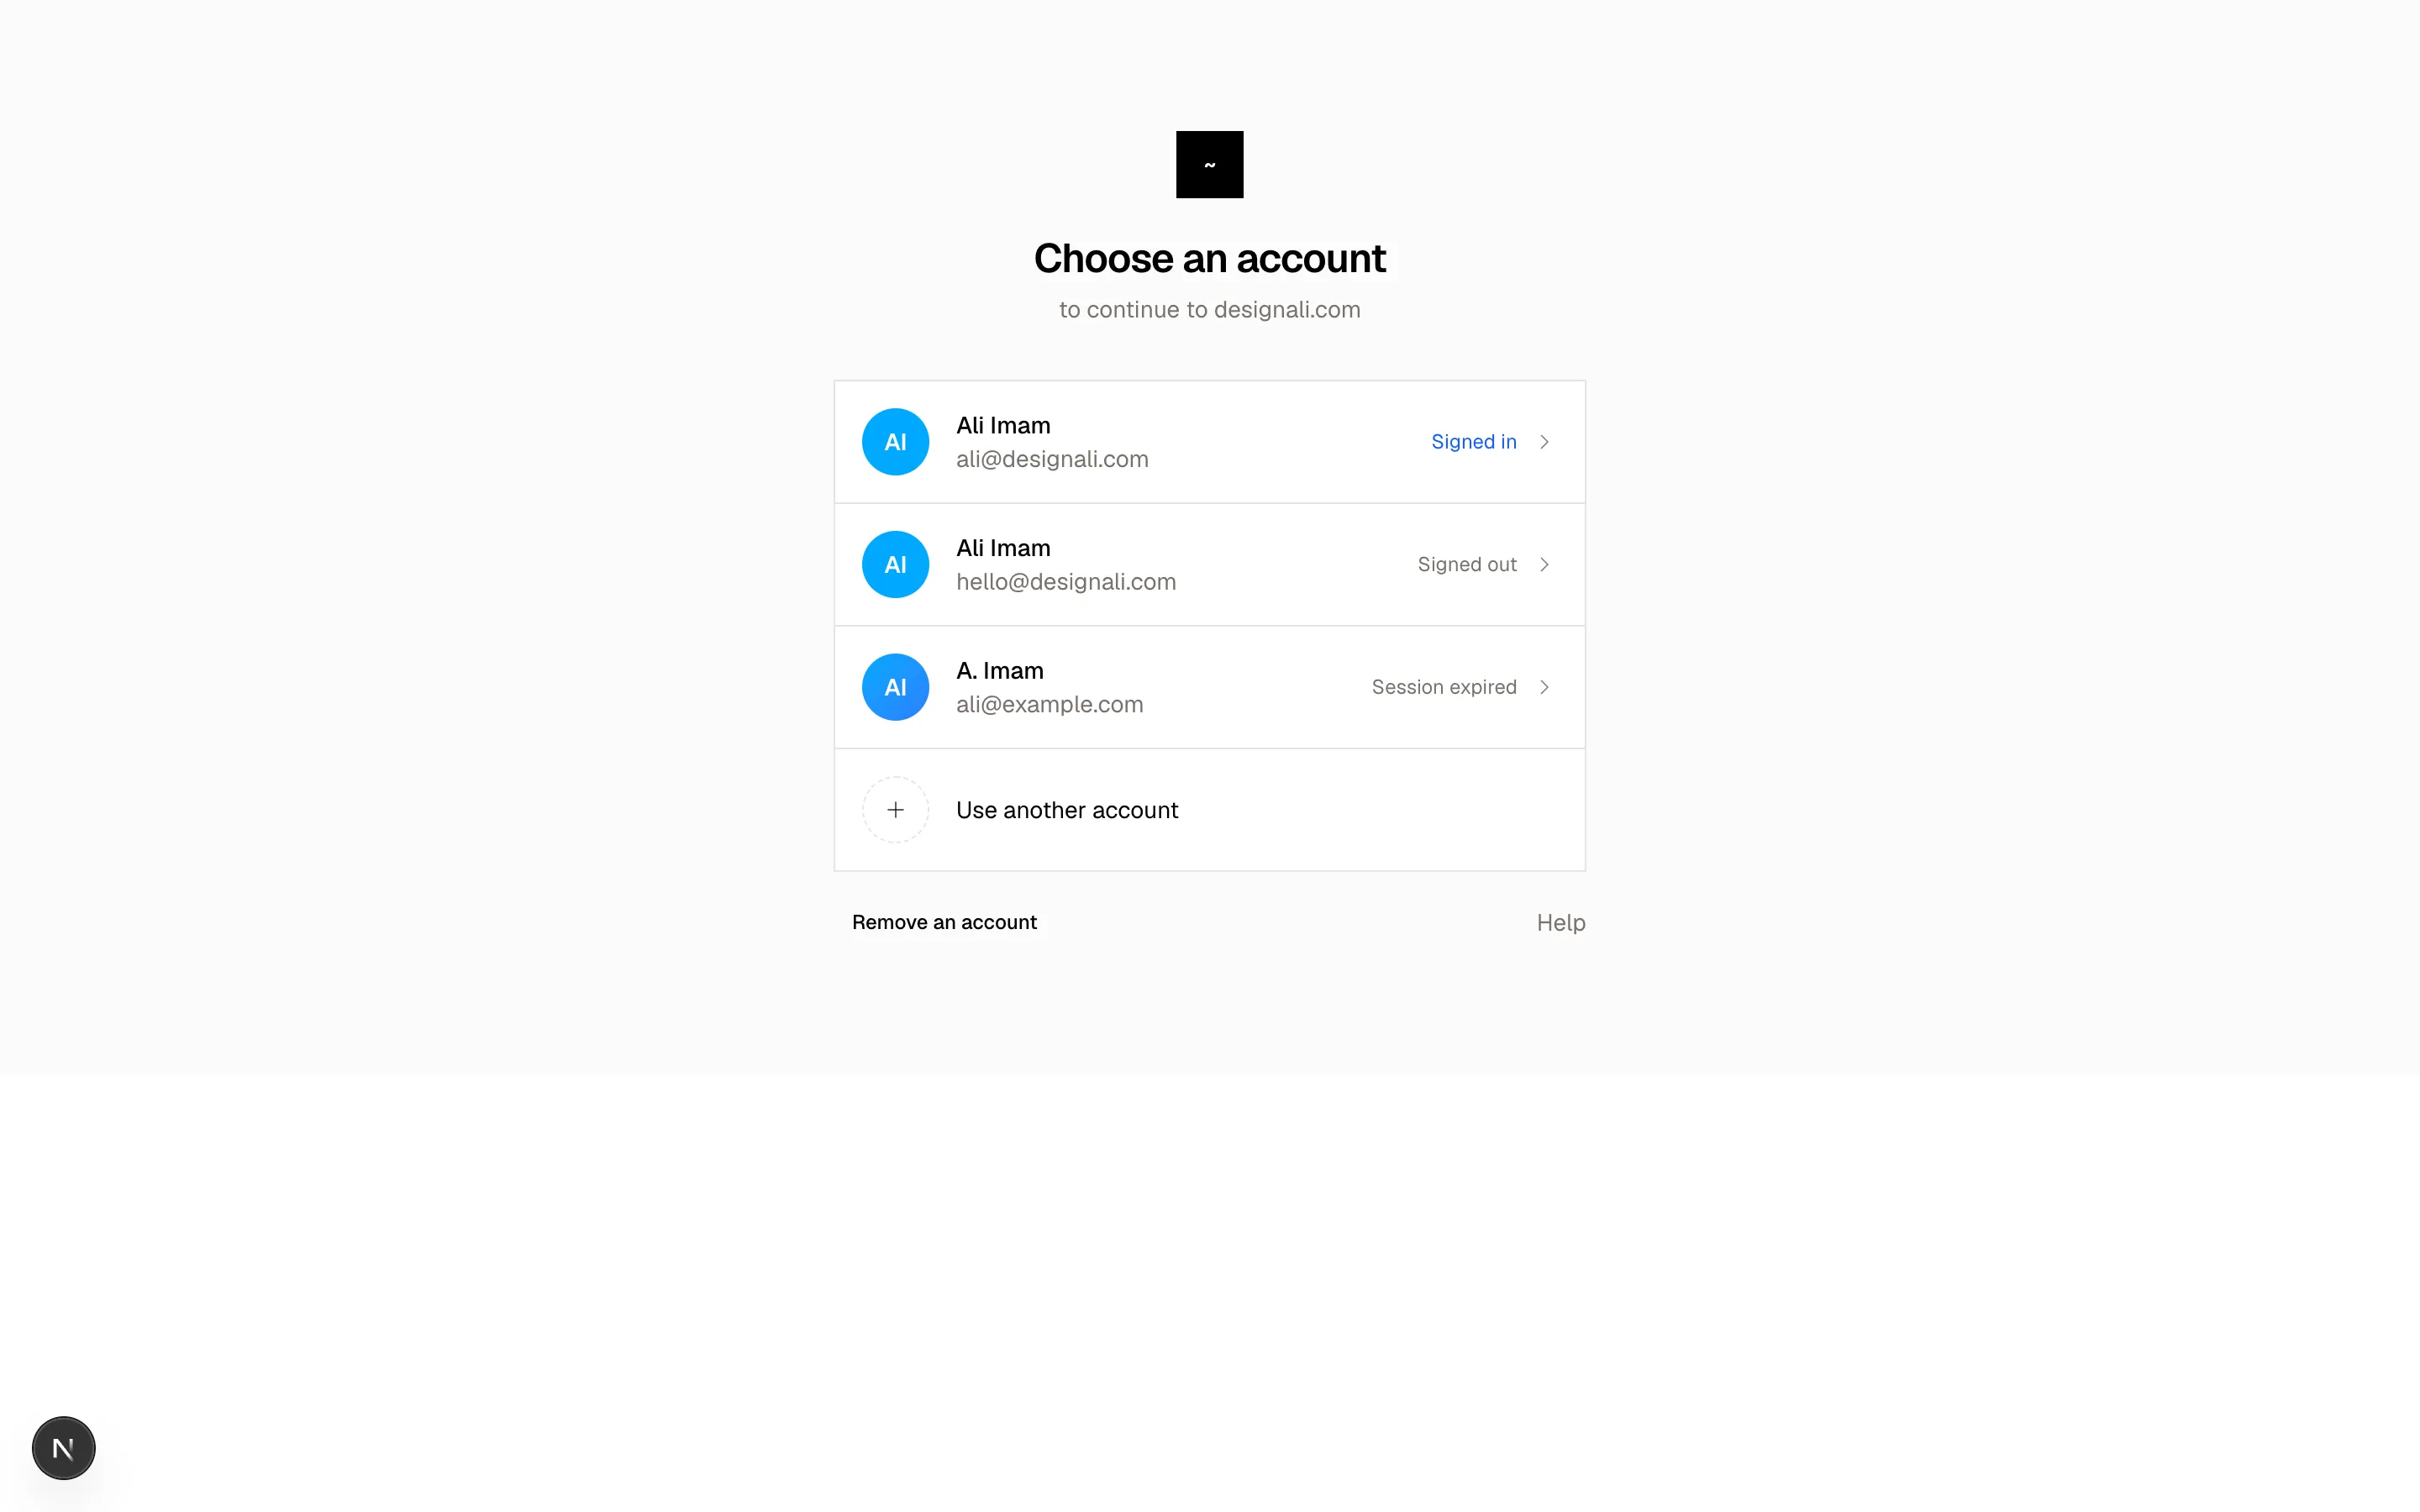 ~
Choose an account
to continue to designali.com
AI
Ali Imam
ali@designali.com
Signed in
AI
Ali Imam
hello@designali.com
Signed out
AI
A. Imam
ali@example.com
Session expired
Use another account
Remove an account
Help
N